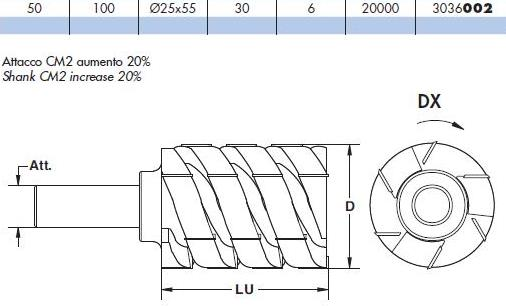 50 100 Ø25x55 30 6 20000 3036002
Attacco CM2 aumento 20%
Shank CM2 increase 20%
DX
Att.
D
LU